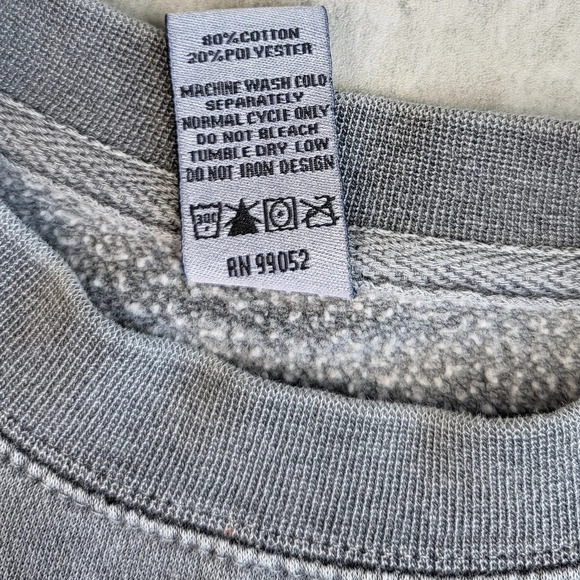 80%COTTON
20%POLYESTER
MACHINE WASH COLD
SEPARATELY
NORMAL CYCLE ONLY
DO NOT BLEACH
TUMBLE DRY LOW
DO NOT IRON DESIGN
30C
RN 99052